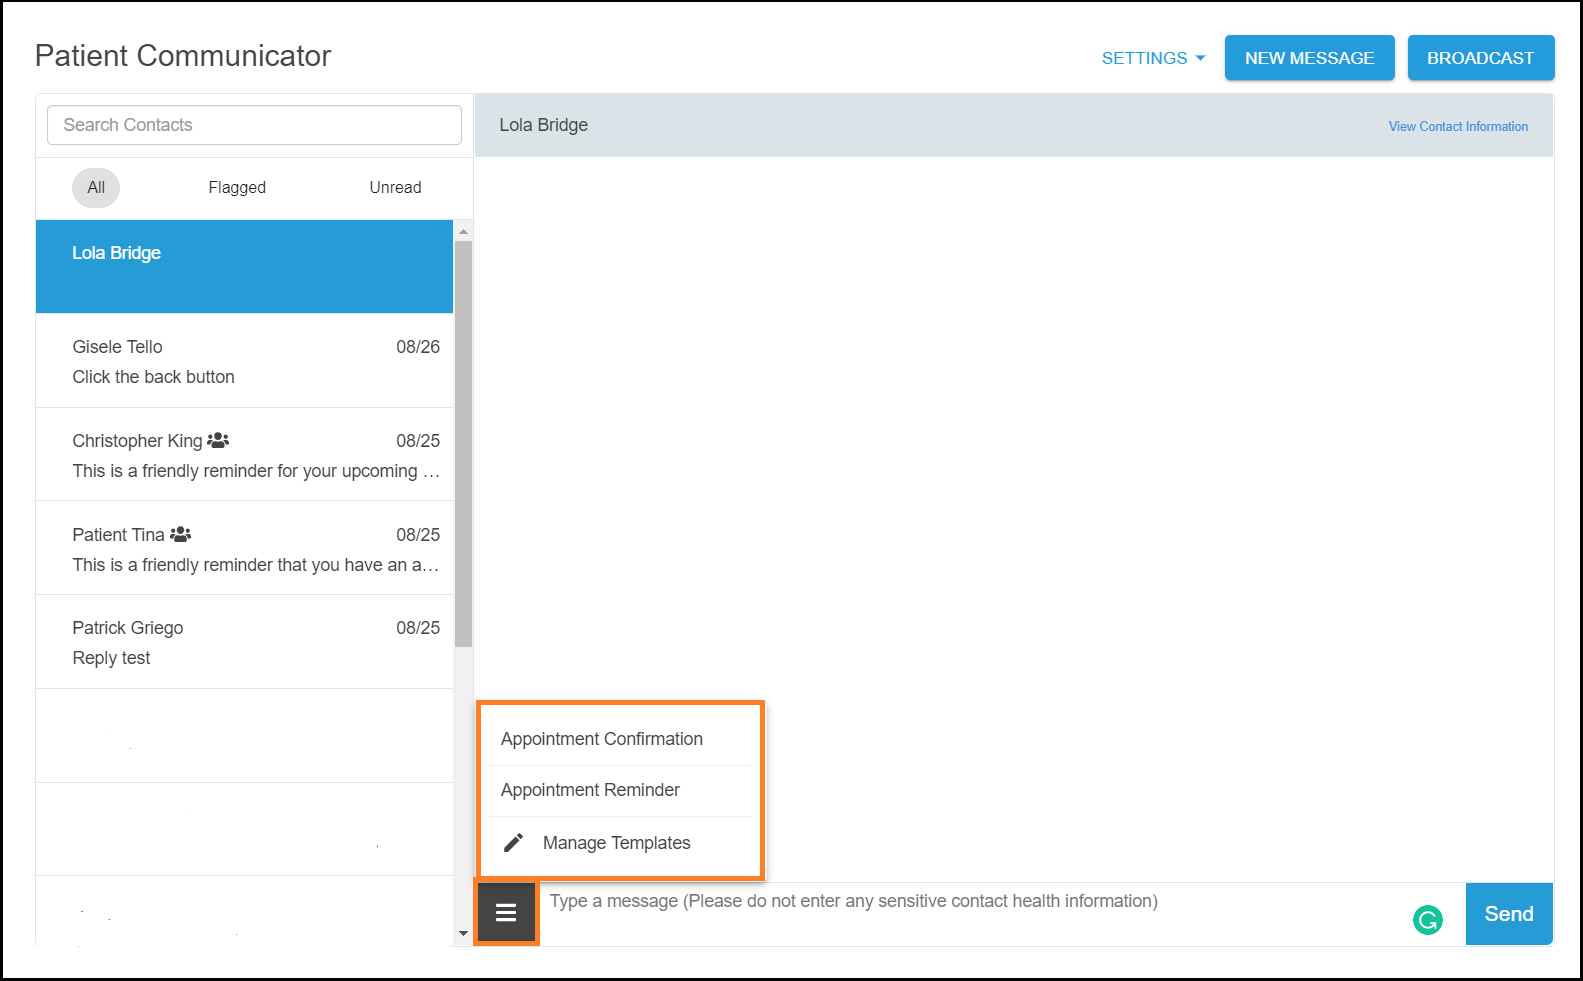 Patient Communicator
SETTINGS
NEW MESSAGE
BROADCAST
Search Contacts
All
Flagged
Unread
Lola Bridge
Gisele Tello
08/26
Click the back button
Christopher King
08/25
This is a friendly reminder for your upcoming …
Patient Tina
08/25
This is a friendly reminder that you have an a…
Patrick Griego
08/25
Reply test
Lola Bridge
View Contact Information
Appointment Confirmation
Appointment Reminder
Manage Templates
Type a message (Please do not enter any sensitive contact health information)
Send